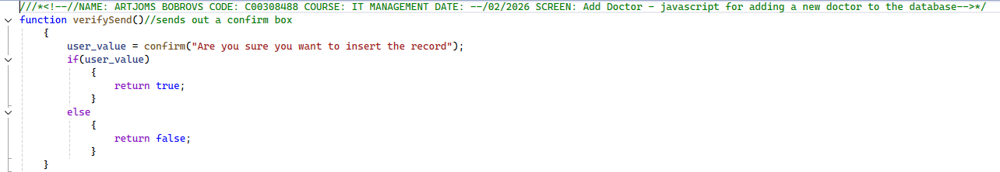 ///*<!--//NAME: ARTJOMS BOBROVS CODE: C00308488 COURSE: IT MANAGEMENT DATE: --/02/2026 SCREEN: Add Doctor - javascript for adding a new doctor to the database-->*/
function verifySend()//sends out a confirm box
{
user_value = confirm("Are you sure you want to insert the record");
if(user_value)
{
return true;
}
else
{
return false;
}
}